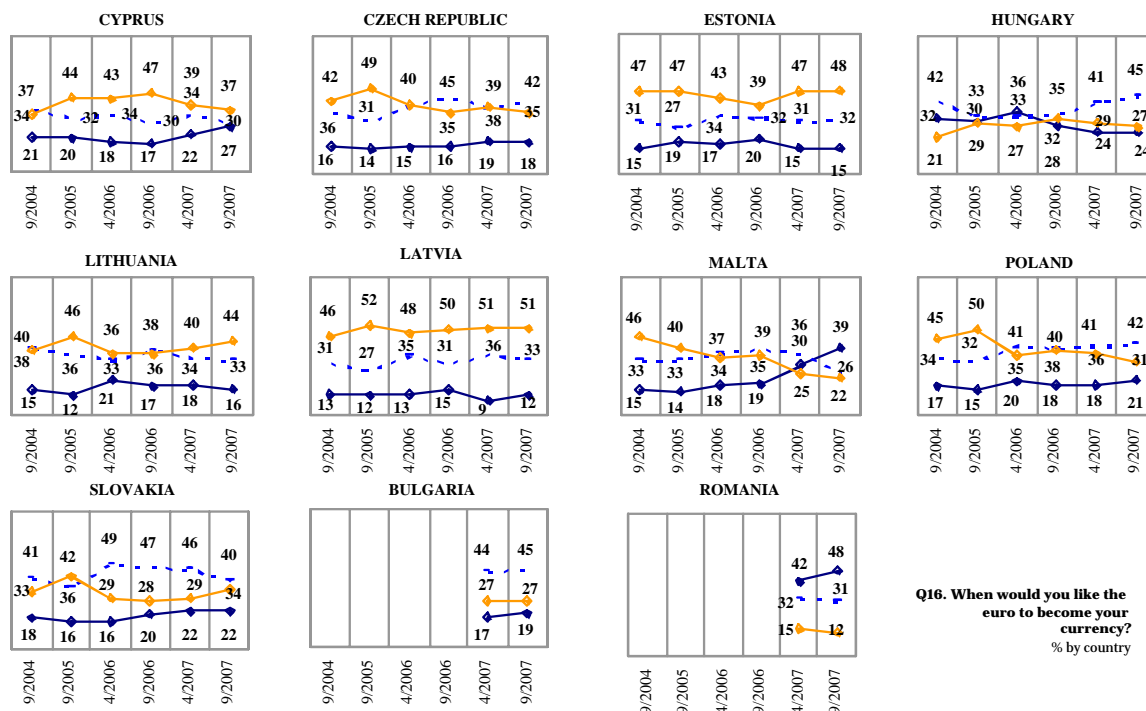 CYPRUS CZECH REPUBLIC ESTONIA HUNGARY
37 44 43 47 39 37
34 32 34 30 34 30
21 20 18 17 22 27
42 49 40 45 39 42
36 31 35 38 35
16 14 15 16 19 18
47 47 43 39 47 48
31 27 34 32 31 32
15 19 17 20 15 15
42 33 36 35 41 45
32 30 33 32 29 27
21 29 27 28 24 24
9/2004 9/2005 4/2006 9/2006 4/2007 9/2007
9/2004 9/2005 4/2006 9/2006 4/2007 9/2007
9/2004 9/2005 4/2006 9/2006 4/2007 9/2007
9/2004 9/2005 4/2006 9/2006 4/2007 9/2007
LITHUANIA LATVIA MALTA POLAND
40 46 36 38 40 44
38 36 33 36 34 33
15 12 21 17 18 16
46 52 48 50 51 51
31 27 35 31 36 33
13 12 13 15 9 12
46 40 37 39 36 39
33 33 34 35 30 26
15 14 18 19 25 22
45 50 41 40 41 42
34 32 35 38 36 31
17 15 20 18 18 21
9/2004 9/2005 4/2006 9/2006 4/2007 9/2007
9/2004 9/2005 4/2006 9/2006 4/2007 9/2007
9/2004 9/2005 4/2006 9/2006 4/2007 9/2007
9/2004 9/2005 4/2006 9/2006 4/2007 9/2007
SLOVAKIA BULGARIA ROMANIA
41 42 49 47 46 40
33 36 29 28 29 34
18 16 16 20 22 22
44 45
27 27
17 19
42 48
32 31
15 12
9/2004 9/2005 4/2006 9/2006 4/2007 9/2007
9/2004 9/2005 4/2006 9/2006 4/2007 9/2007
9/2004 9/2005 4/2006 9/2006 4/2007 9/2007
Q16. When would you like the
euro to become your
currency?
% by country